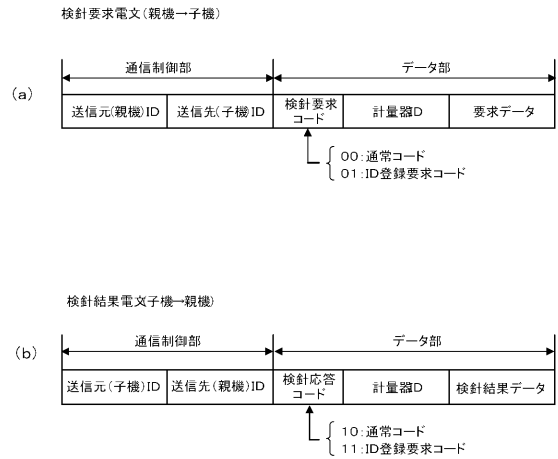 検針要求電文(親機→子機)
通信制御部 データ部
(a)
送信元(親機)ID 送信先(子機)ID 検針要求コード 計量器ID 要求データ
00:通常コード
01:ID登録要求コード
検針結果電文子機→親機)
通信制御部 データ部
(b)
送信元(子機)ID 送信先(親機)ID 検針応答コード 計量器ID 検針結果データ
10:通常コード
11:ID登録要求コード